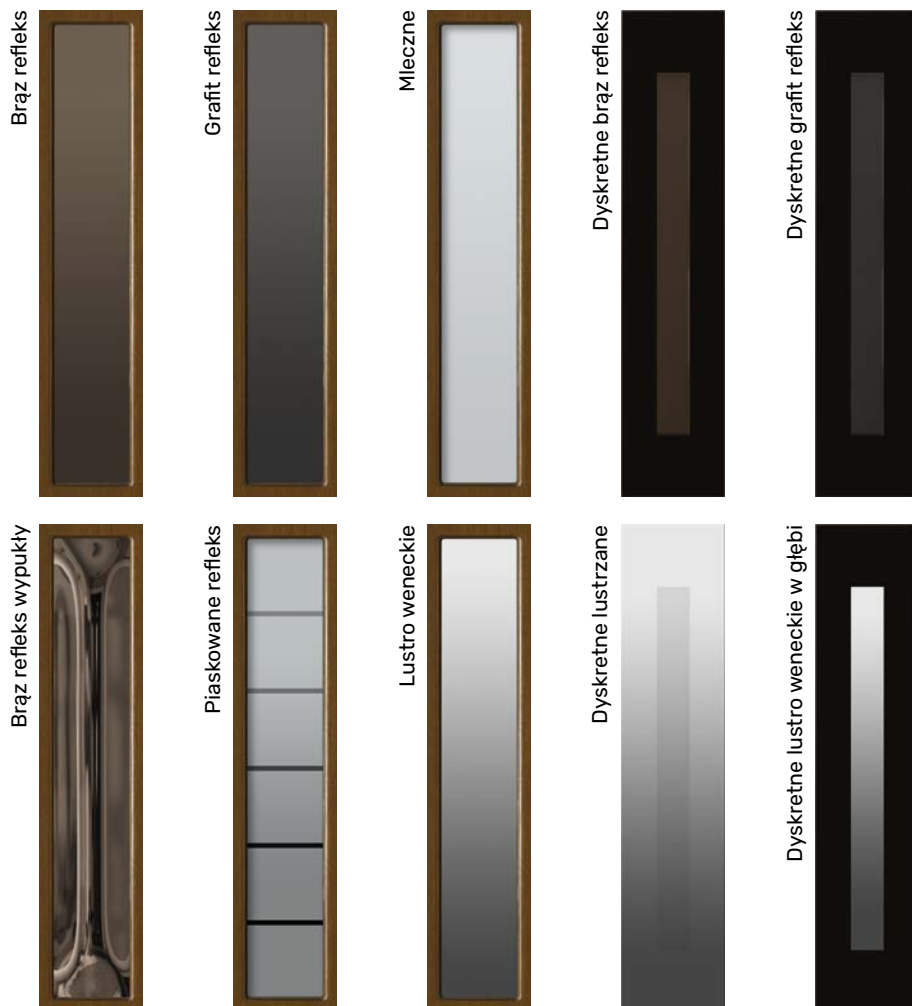 Brąz refleks
Grafit refleks
Mleczne
Dyskretne brąz refleks
Dyskretne grafit refleks
Brąz refleks wypukły
Piaskowane refleks
Lustro weneckie
Dyskretne lustrzane
Dyskretne lustro weneckie w głębi